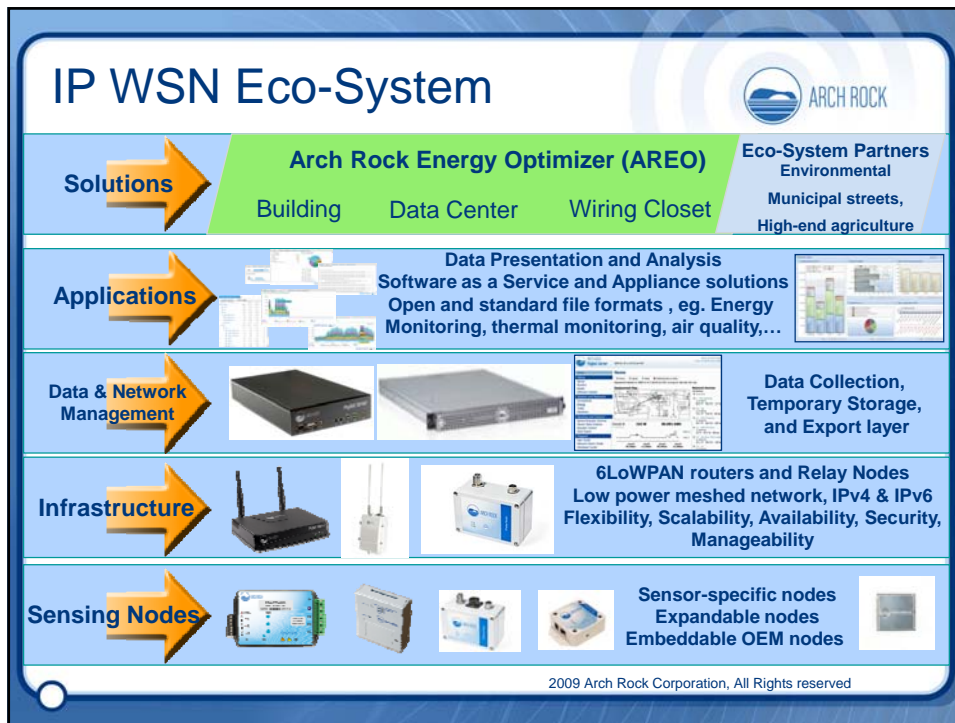 IP WSN Eco-System
ARCH ROCK
Solutions
Arch Rock Energy Optimizer (AREO)
Building
Data Center
Wiring Closet
Eco-System Partners
Environmental
Municipal streets,
High-end agriculture
Applications
Data Presentation and Analysis
Software as a Service and Appliance solutions
Open and standard file formats , eg. Energy
Monitoring, thermal monitoring, air quality,…
Data & Network
Management
Data Collection,
Temporary Storage,
and Export layer
Infrastructure
ARCH ROCK
6LoWPAN routers and Relay Nodes
Low power meshed network, IPv4 & IPv6
Flexibility, Scalability, Availability, Security,
Manageability
Sensing Nodes
Sensor-specific nodes
Expandable nodes
Embeddable OEM nodes
2009 Arch Rock Corporation, All Rights reserved